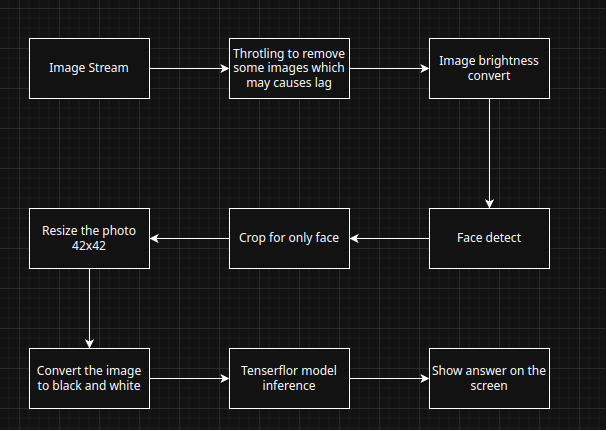 Image Stream
Throtling to remove
some images which
may causes lag
Image brightness
convert
Face detect
Crop for only face
Resize the photo
42x42
Convert the image
to black and white
Tenserflor model
inference
Show answer on the
screen